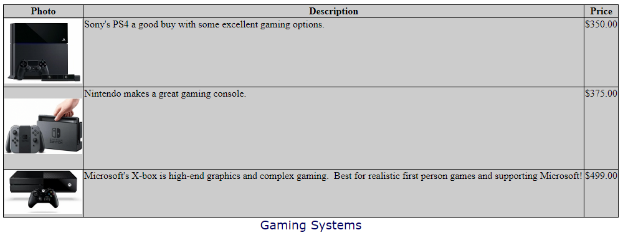 Photo Description Price
Sony's PS4 a good buy with some excellent gaming options. $350.00
Nintendo makes a great gaming console. $375.00
Microsoft's X-box is high-end graphics and complex gaming.  Best for realistic first person games and supporting Microsoft! $499.00
Gaming Systems